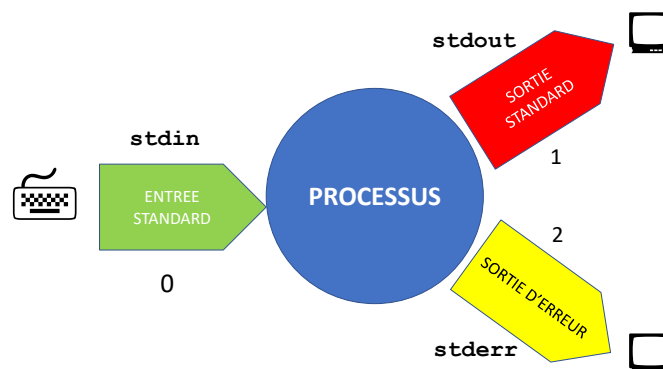 stdin
ENTREE
STANDARD
0
PROCESSUS
stdout
SORTIE
STANDARD
1
2
SORTIE D'ERREUR
stderr